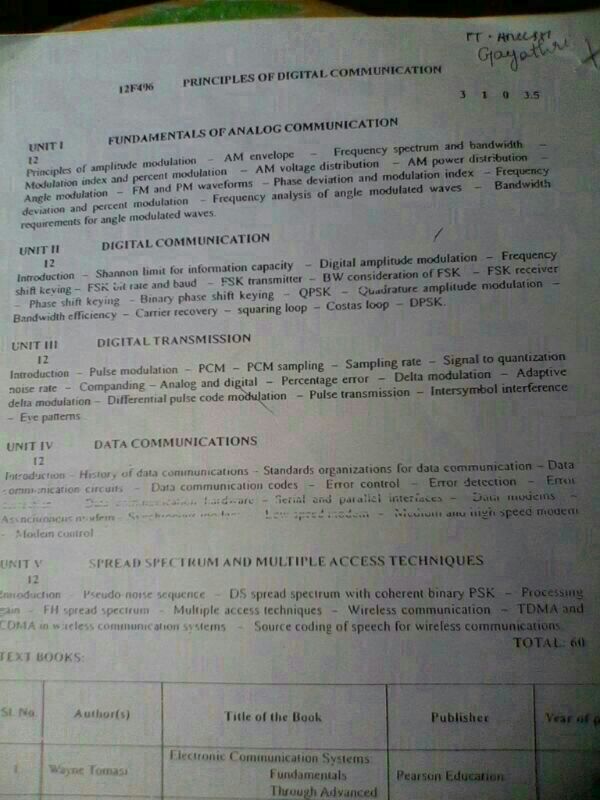 Gayathri
12F496 PRINCIPLES OF DIGITAL COMMUNICATION
3 1 0 3.5
UNIT I FUNDAMENTALS OF ANALOG COMMUNICATION
12
Principles of amplitude modulation – AM envelope – Frequency spectrum and bandwidth –
Modulation index and percent modulation – AM voltage distribution – AM power distribution –
Angle modulation – FM and PM waveforms – Phase deviation and modulation index – Frequency
deviation and percent modulation – Frequency analysis of angle modulated waves – Bandwidth
requirements for angle modulated waves.
UNIT II DIGITAL COMMUNICATION
12
Introduction – Shannon limit for information capacity – Digital amplitude modulation – Frequency
shift keying – FSK bit rate and baud – FSK transmitter – BW consideration of FSK – FSK receiver
– Phase shift keying – Binary phase shift keying – QPSK – Quadrature amplitude modulation –
Bandwidth efficiency – Carrier recovery – squaring loop – Costas loop – DPSK.
UNIT III DIGITAL TRANSMISSION
12
Introduction – Pulse modulation – PCM – PCM sampling – Sampling rate – Signal to quantization
noise rate – Companding – Analog and digital – Percentage error – Delta modulation – Adaptive
delta modulation – Differential pulse code modulation – Pulse transmission – Intersymbol interference
– Eye patterns
UNIT IV DATA COMMUNICATIONS
12
Introduction – History of data communications – Standards organizations for data communication – Data
communication circuits – Data communication codes – Error control – Error detection – Error
– Data communication hardware – Serial and parallel interfaces – Data modems –
Asynchronous modem – Synchronous modem – Low speed modem – Medium and high speed modem
– Modem control
UNIT V SPREAD SPECTRUM AND MULTIPLE ACCESS TECHNIQUES
12
Introduction – Pseudo noise sequence – DS spread spectrum with coherent binary PSK – Processing
gain – FH spread spectrum – Multiple access techniques – Wireless communication – TDMA and
CDMA in wireless communication systems – Source coding of speech for wireless communications.
TOTAL: 60
TEXT BOOKS:
Sl. No. Author(s) Title of the Book Publisher Year of
1 Wayne Tomasi Electronic Communication Systems: Fundamentals Through Advanced Pearson Education